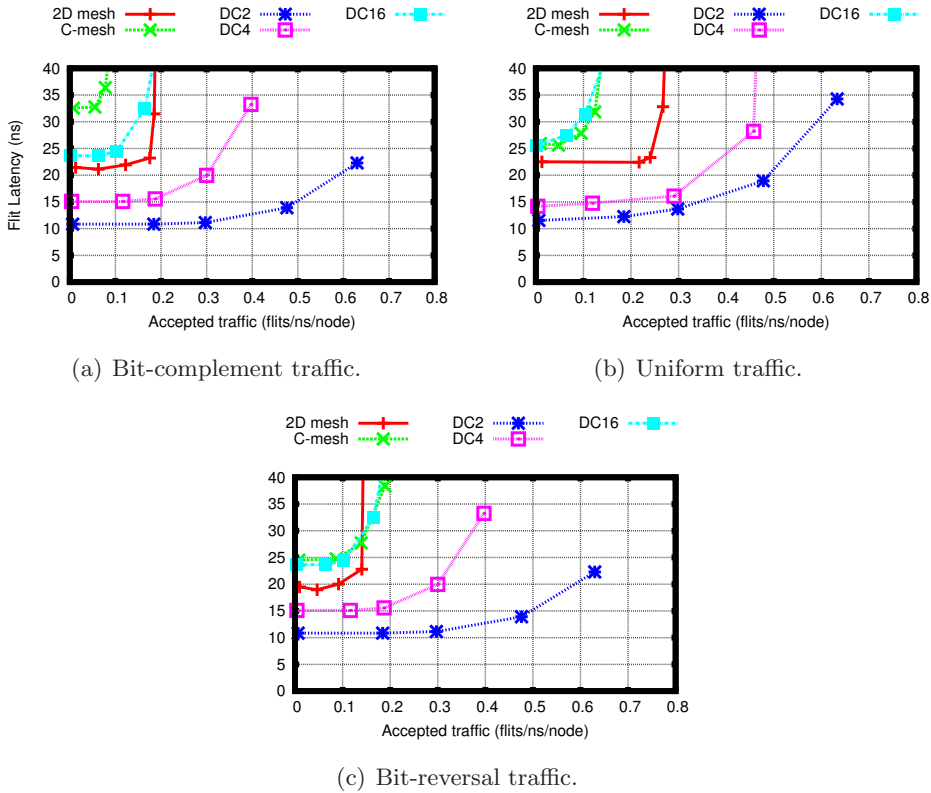 2D mesh DC2 DC16
C-mesh DC4
40
35
30
25
20
15
10
5
0
Flit Latency (ns)
0 0.1 0.2 0.3 0.4 0.5 0.6 0.7 0.8
Accepted traffic (flits/ns/node)
(a) Bit-complement traffic.
2D mesh DC2 DC16
C-mesh DC4
40
35
30
25
20
15
10
5
0
0 0.1 0.2 0.3 0.4 0.5 0.6 0.7 0.8
Accepted traffic (flits/ns/node)
(b) Uniform traffic.
2D mesh DC2 DC16
C-mesh DC4
40
35
30
25
20
15
10
5
0
0 0.1 0.2 0.3 0.4 0.5 0.6 0.7 0.8
Accepted traffic (flits/ns/node)
(c) Bit-reversal traffic.